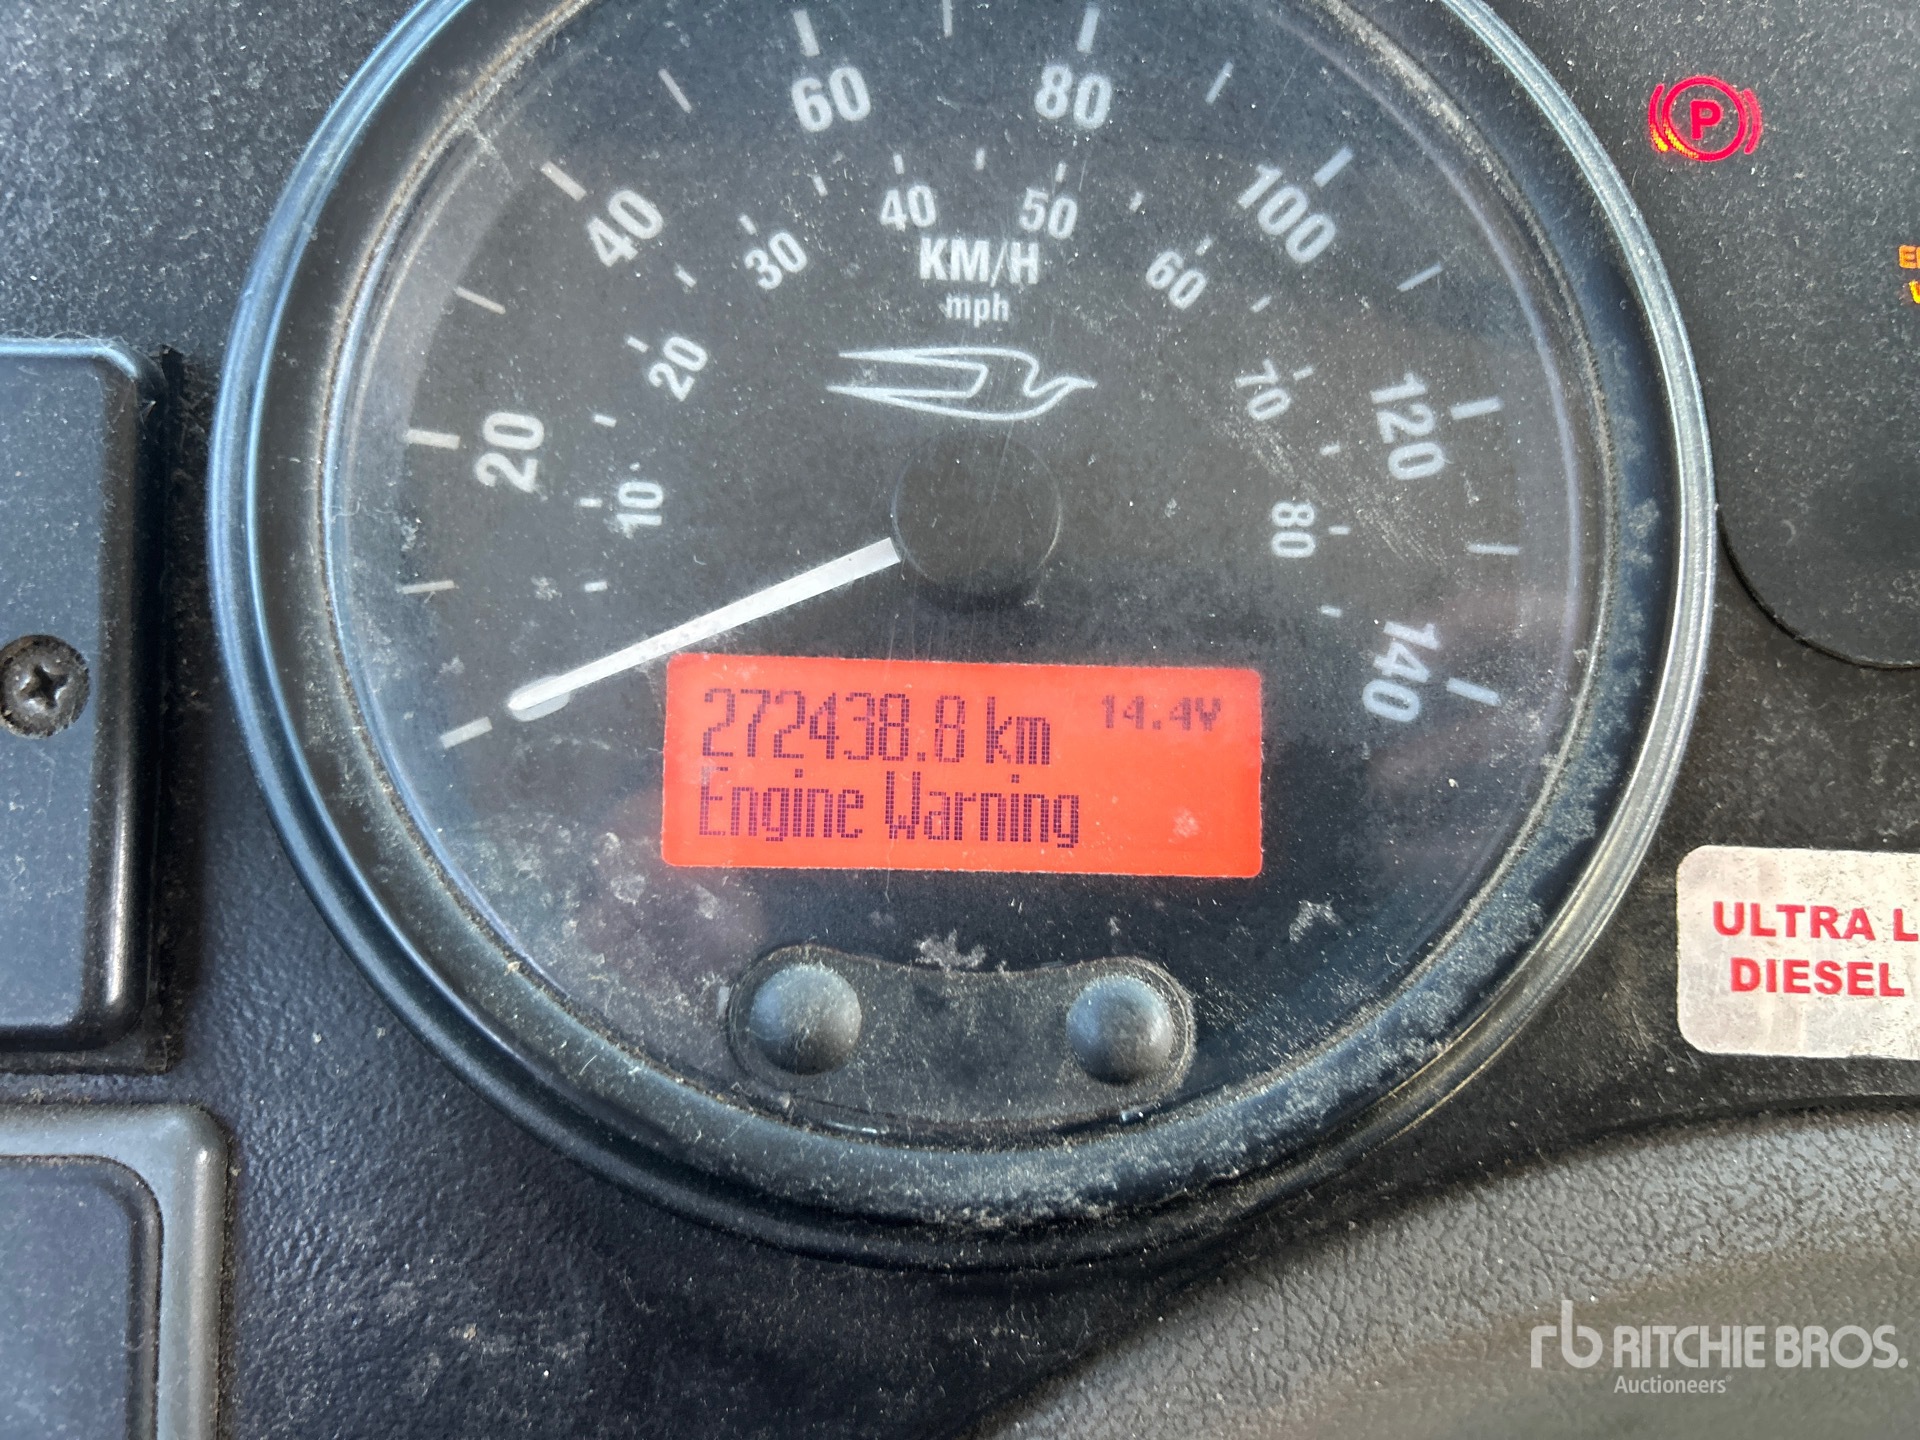 60 80
40 100
40 50
30 60
KM/H
mph
20 70
20 120
10 80
140
272438.8 km 14.4V
Engine Warning
P
ULTRA L
DIESEL
rb RITCHIE BROS.
Auctioneers